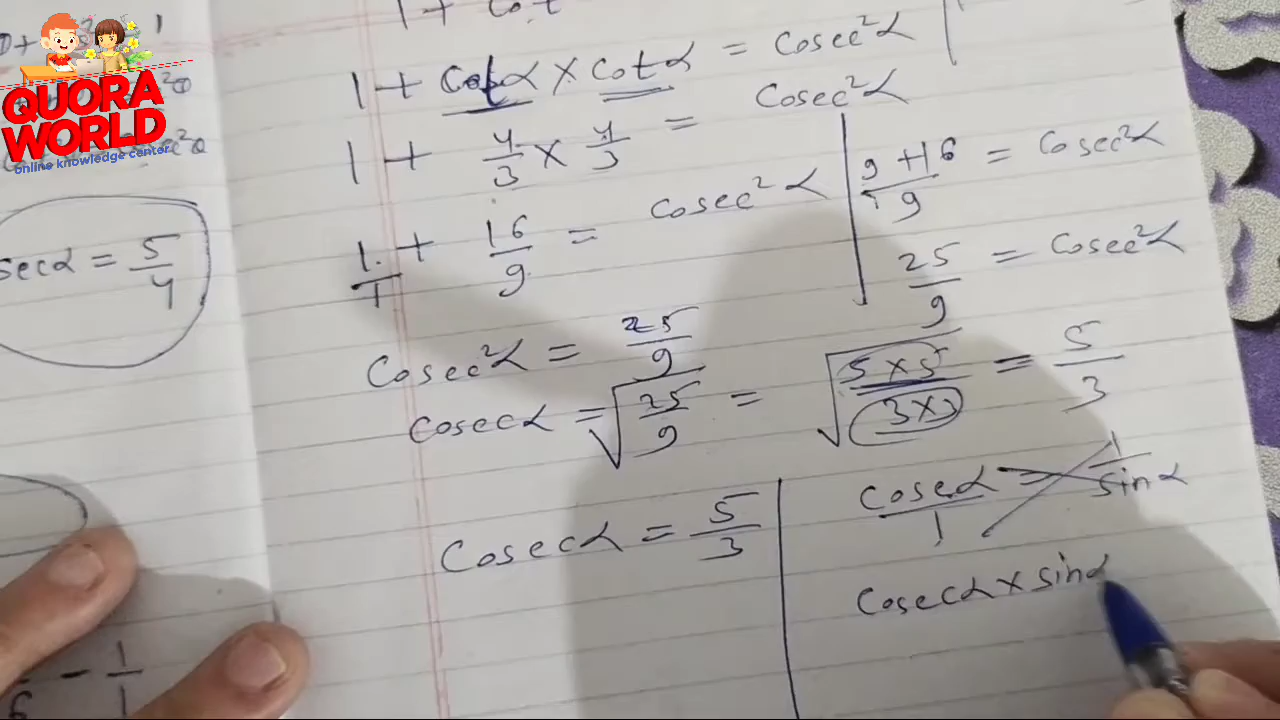 QUORA
WORLD
online knowledge center
secα = 5/4
- 1/1
1 + cot
1 + cotα × cotα = cosec²α
1 + 4/3 × 4/3 = cosec²α
1/1 + 16/9 = cosec²α
9+16/9 = cosec²α
25/9 = cosec²α
cosec²α = 25/9
cosecα = √25/9 = √5×5/3×3 = 5/3
cosecα = 5/3
cosecα/1 = 1/sinα
cosecα × sinα